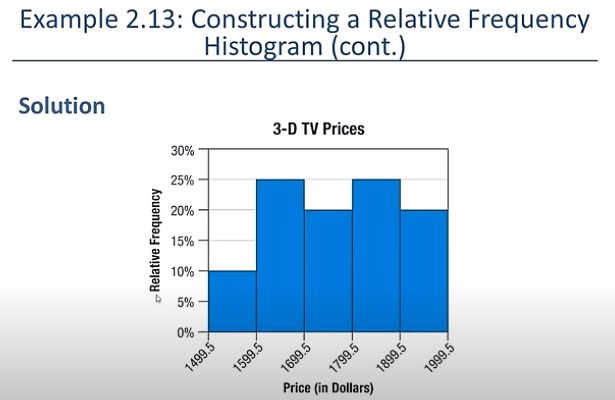 Example 2.13: Constructing a Relative Frequency
Histogram (cont.)
Solution
3-D TV Prices
Relative Frequency
30%
25%
20%
15%
10%
5%
0%
1499.5
1599.5
1699.5
1799.5
1899.5
1999.5
Price (in Dollars)